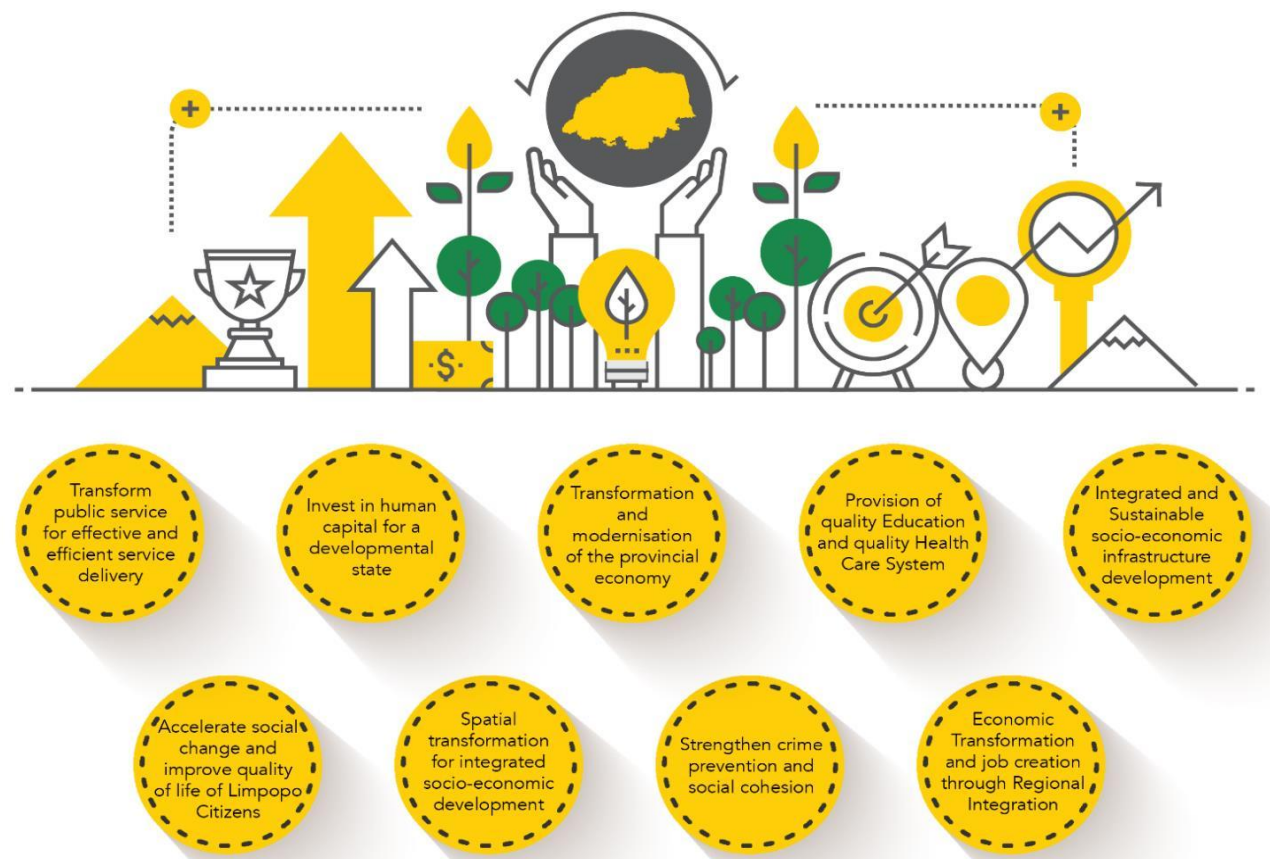 +
+
$
Transform
public service
for effective and
efficient service
delivery
Invest in human
capital for a
developmental
state
Transformation
and
modernisation
of the provincial
economy
Provision of
quality Education
and quality Health
Care System
Integrated and
Sustainable
socio-economic
infrastructure
development
Accelerate social
change and
improve quality
of life of Limpopo
Citizens
Spatial
transformation
for integrated
socio-economic
development
Strengthen crime
prevention and
social cohesion
Economic
Transformation
and job creation
through Regional
Integration